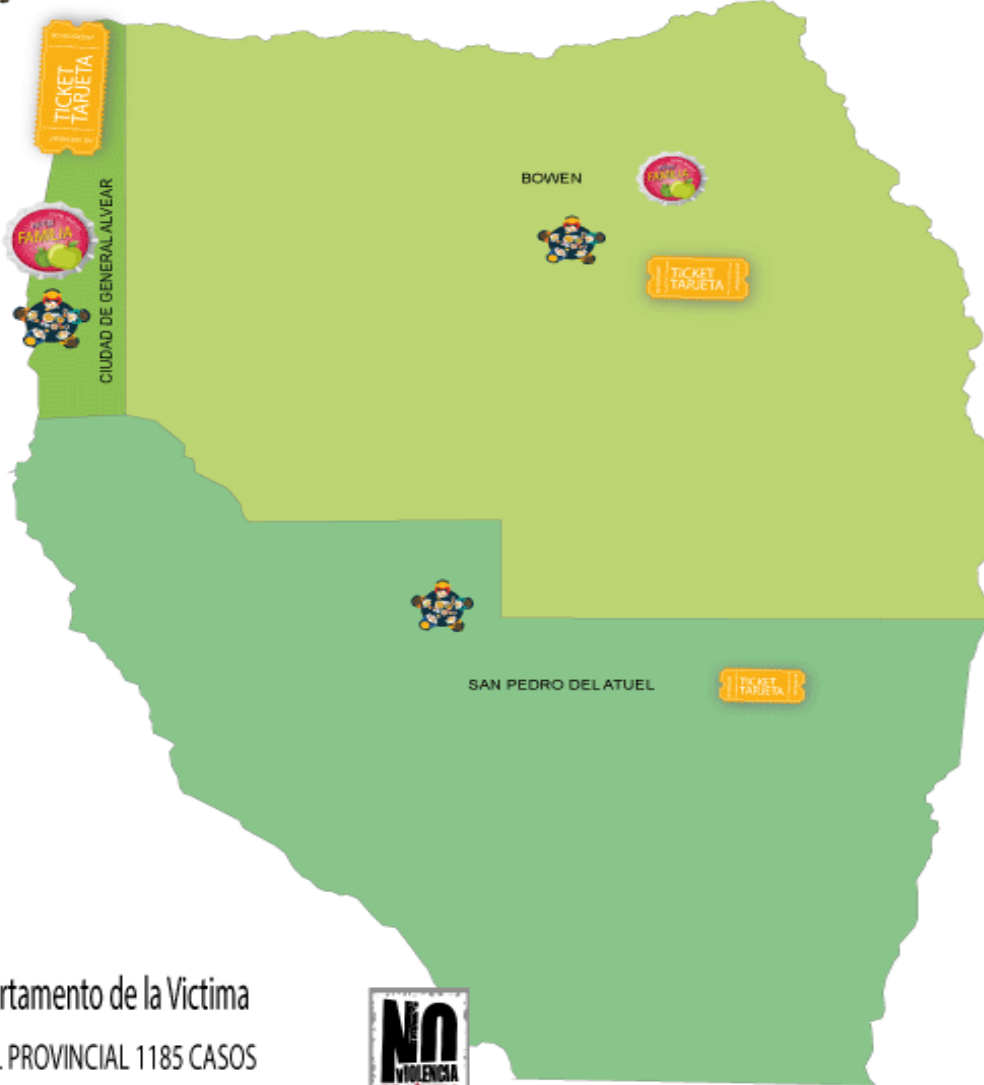 TICKET
TARJETA
CIUDAD DE GENERAL ALVEAR
FAMILIA
BOWEN
FAMILIA
TICKET
TARJETA
SAN PEDRO DEL ATUEL
TICKET
TARJETA
rtamento de la Victima
L PROVINCIAL 1185 CASOS
NO
VIOLENCIA